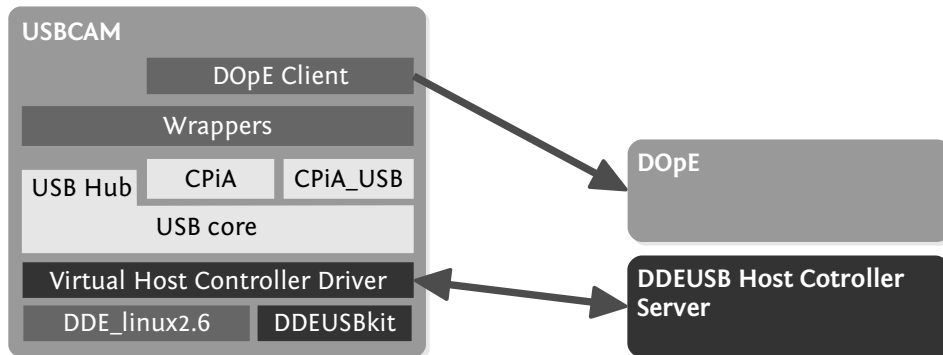 USBCAM
DOpE Client
Wrappers
USB Hub
CPiA
CPiA_USB
USB core
Virtual Host Controller Driver
DDE_linux2.6
DDEUSBkit
DOpE
DDEUSB Host Cotroller
Server